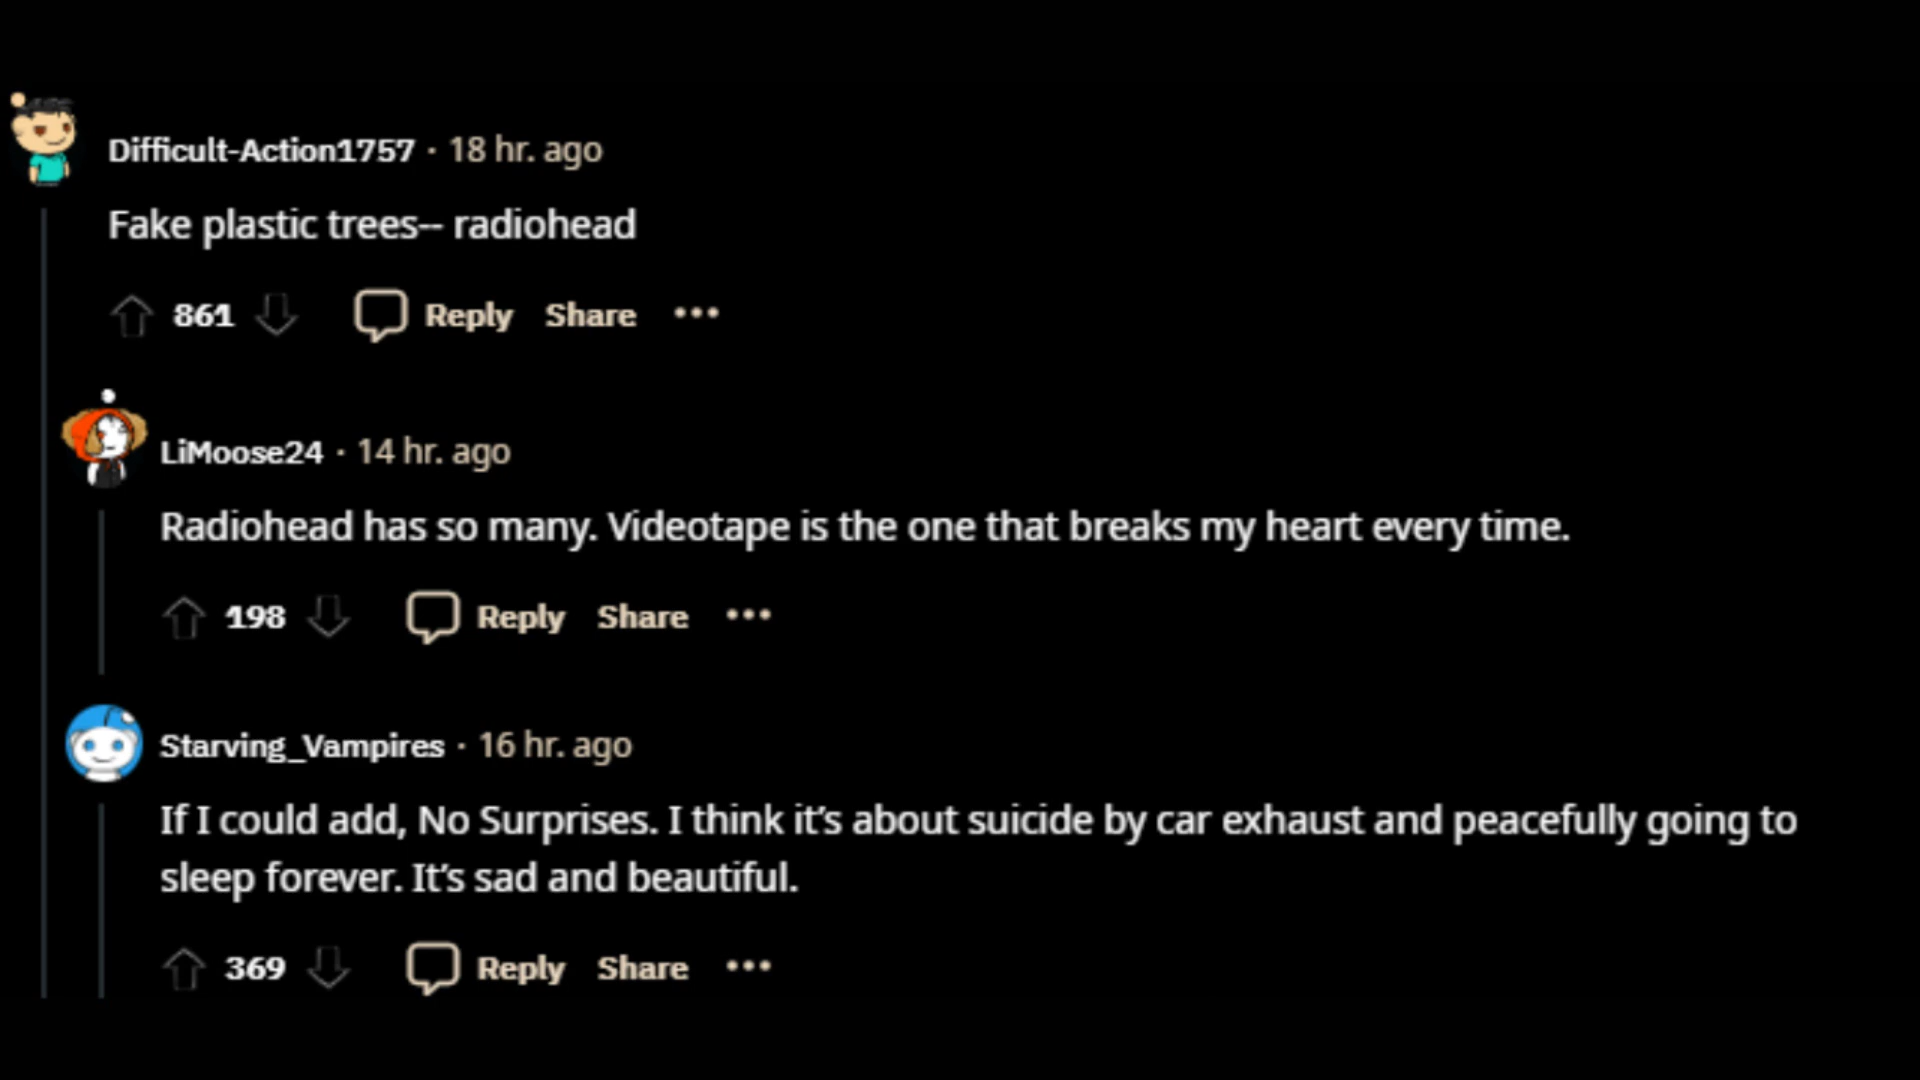 Difficult-Action1757 · 18 hr. ago
Fake plastic trees-- radiohead
861 Reply Share ···
LiMoose24 · 14 hr. ago
Radiohead has so many. Videotape is the one that breaks my heart every time.
198 Reply Share ···
Starving_Vampires · 16 hr. ago
If I could add, No Surprises. I think it’s about suicide by car exhaust and peacefully going to
sleep forever. It’s sad and beautiful.
369 Reply Share ···